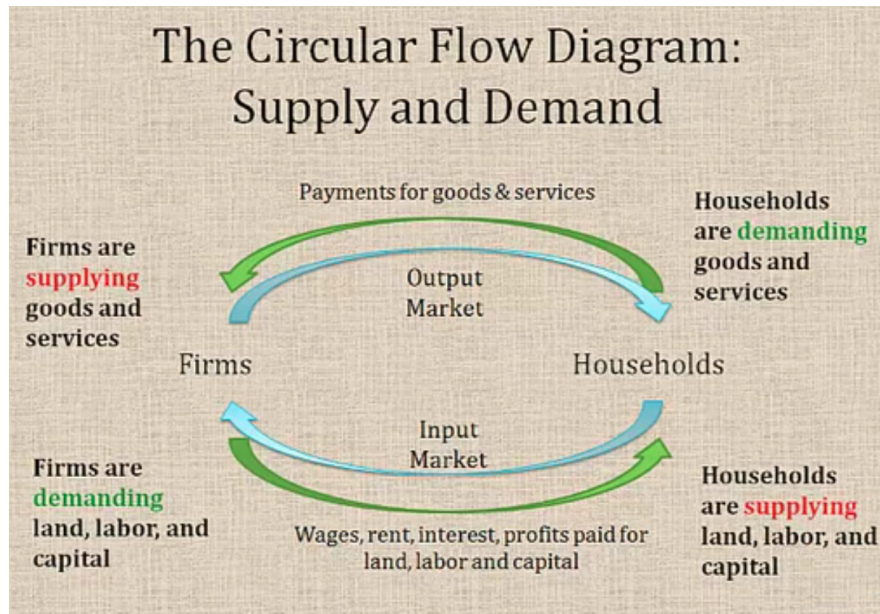 The Circular Flow Diagram:
Supply and Demand
Payments for goods & services
Households
are demanding
goods and
services
Firms are
supplying
goods and
services
Output
Market
Firms
Households
Input
Market
Firms are
demanding
land, labor, and
capital
Households
are supplying
land, labor, and
capital
Wages, rent, interest, profits paid for
land, labor and capital